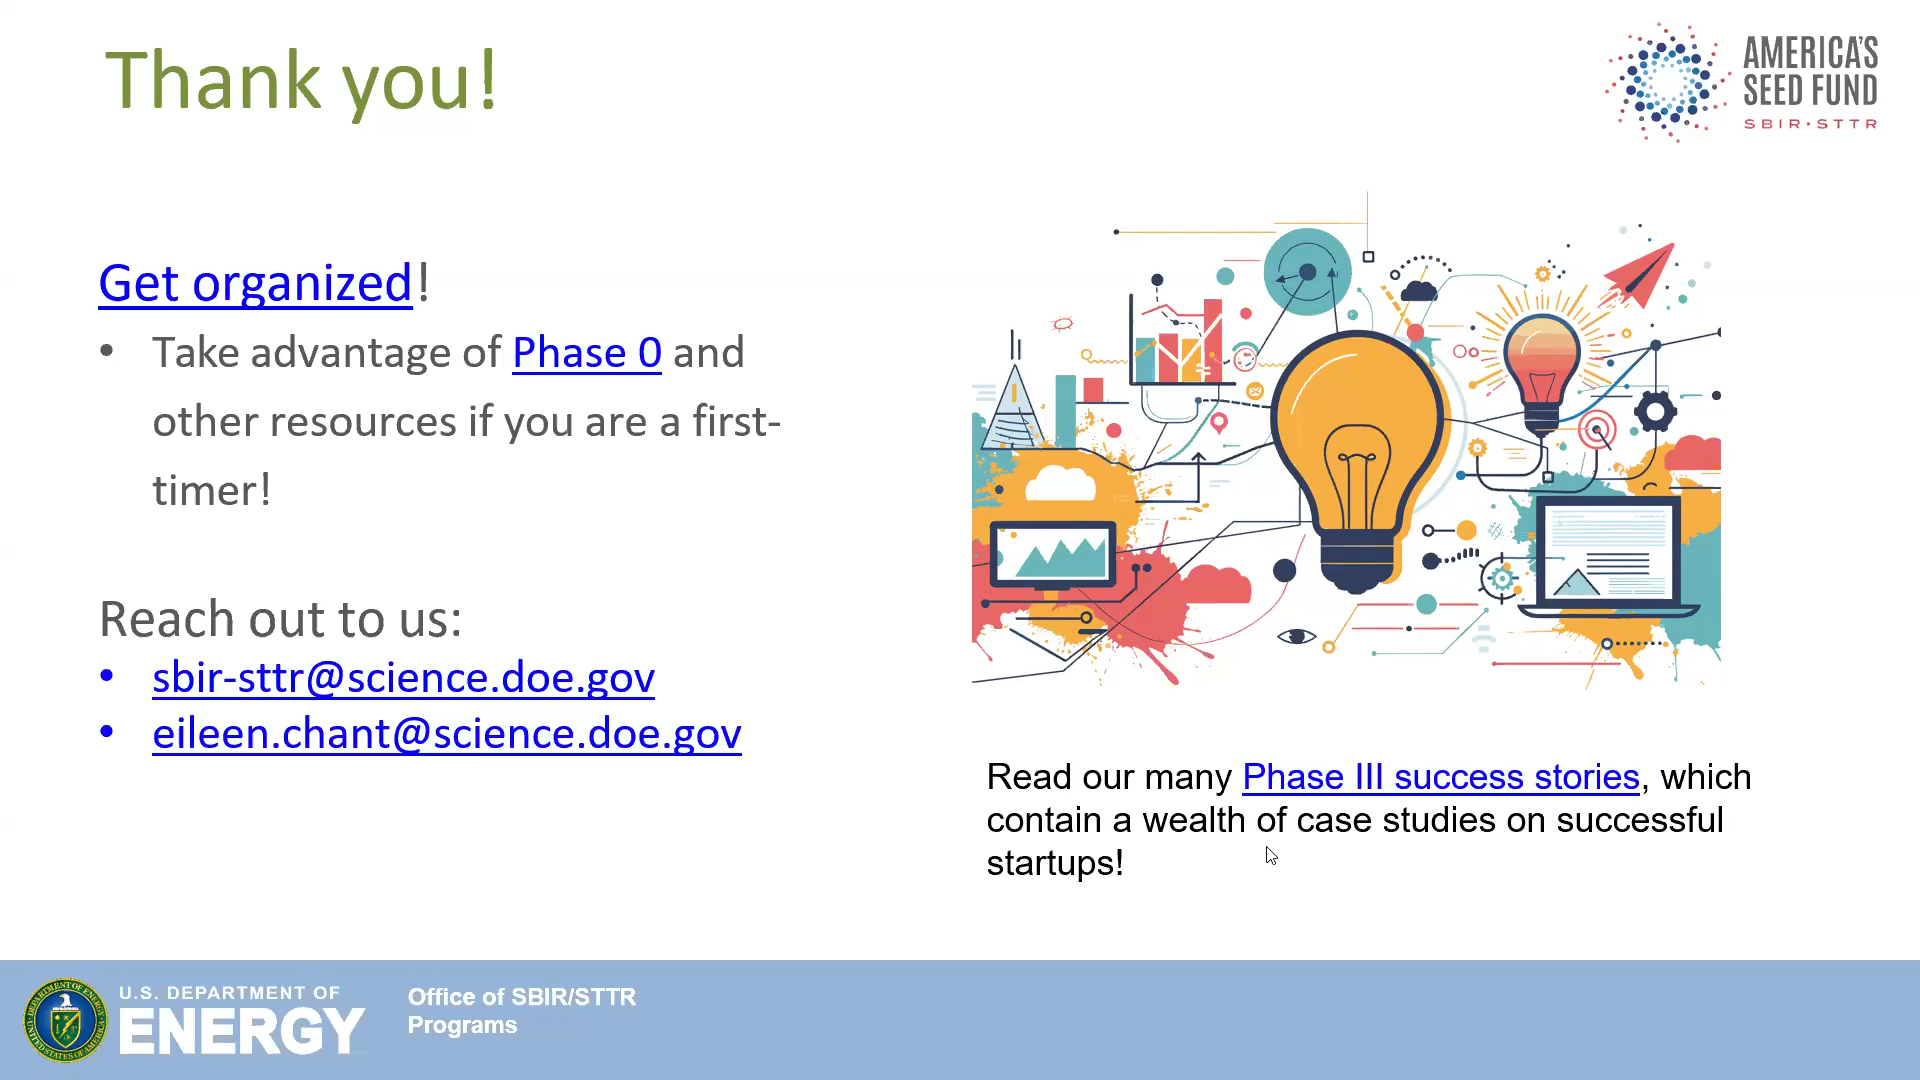 Thank you!
AMERICA'S
SEED FUND
SBIR·STTR
Get organized!
• Take advantage of Phase 0 and
other resources if you are a first-
timer!
Reach out to us:
• sbir-sttr@science.doe.gov
• eileen.chant@science.doe.gov
Read our many Phase III success stories, which
contain a wealth of case studies on successful
startups!
U.S. DEPARTMENT OF
ENERGY
Office of SBIR/STTR
Programs